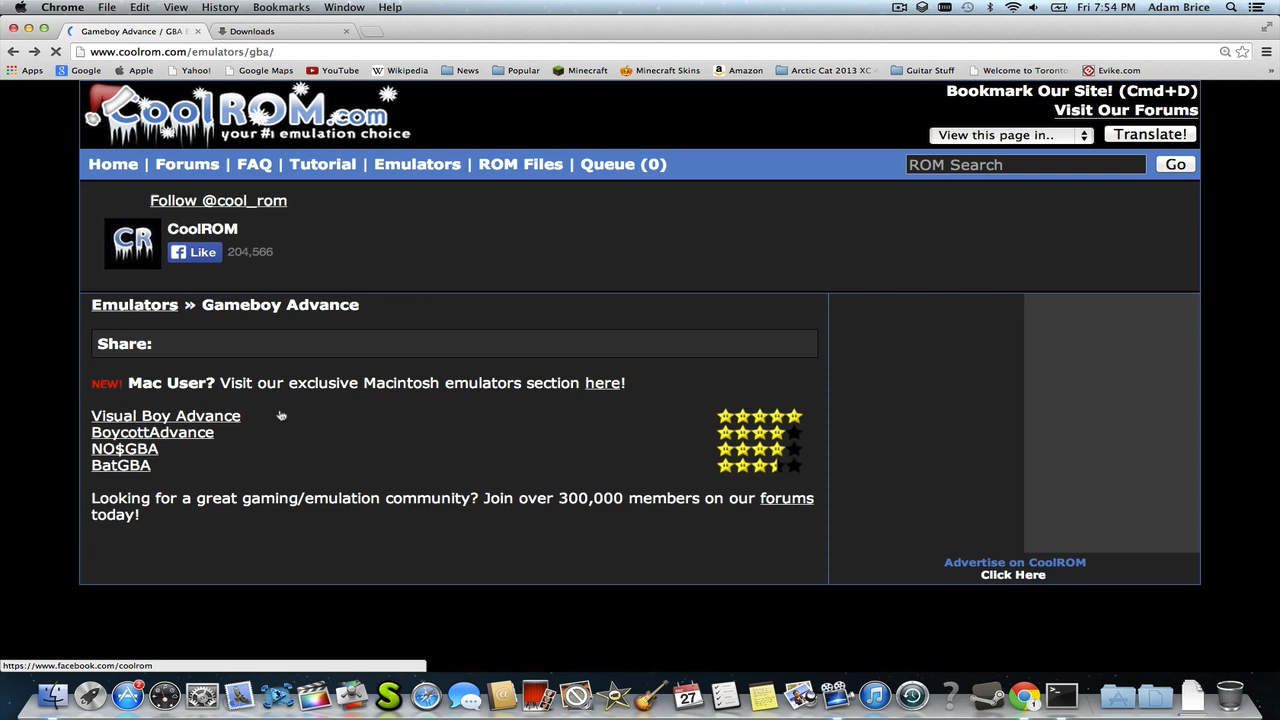 Chrome File Edit View History Bookmarks Window Help Fri 7:54 PM Adam Brice
Gameboy Advance / GBA E Downloads
www.coolrom.com/emulators/gba/
Apps Google Apple Yahoo! Google Maps YouTube Wikipedia News Popular Minecraft Minecraft Skins Amazon Arctic Cat 2013 XC Guitar Stuff Welcome to Toront Evike.com »
CoolROM.com
your #1 emulation choice
Bookmark Our Site! (Cmd+D)
Visit Our Forums
View this page in.. Translate!
Home | Forums | FAQ | Tutorial | Emulators | ROM Files | Queue (0) ROM Search Go
Follow @cool_rom
CR CoolROM
Like 204,566
Emulators » Gameboy Advance
Share:
NEW! Mac User? Visit our exclusive Macintosh emulators section here!
Visual Boy Advance
BoycottAdvance
NO$GBA
BatGBA
Looking for a great gaming/emulation community? Join over 300,000 members on our forums
today!
Advertise on CoolROM
Click Here
https://www.facebook.com/coolrom
2 27 1